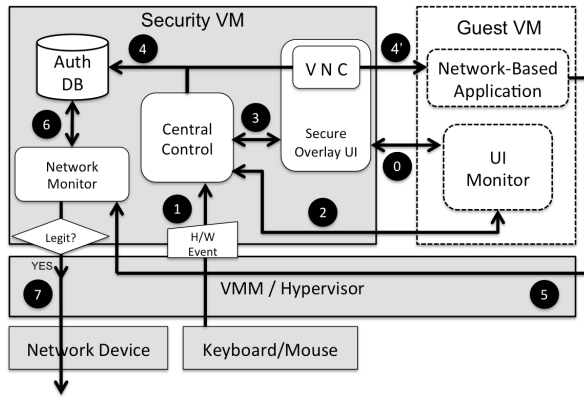 Security VM
Guest VM
Auth
DB
4
V N C
4'
Network-Based
Application
6
Central
Control
3
Secure
Overlay UI
0
UI
Monitor
Network
Monitor
1
2
Legit?
H/W
Event
YES
7
VMM / Hypervisor
5
Network Device
Keyboard/Mouse